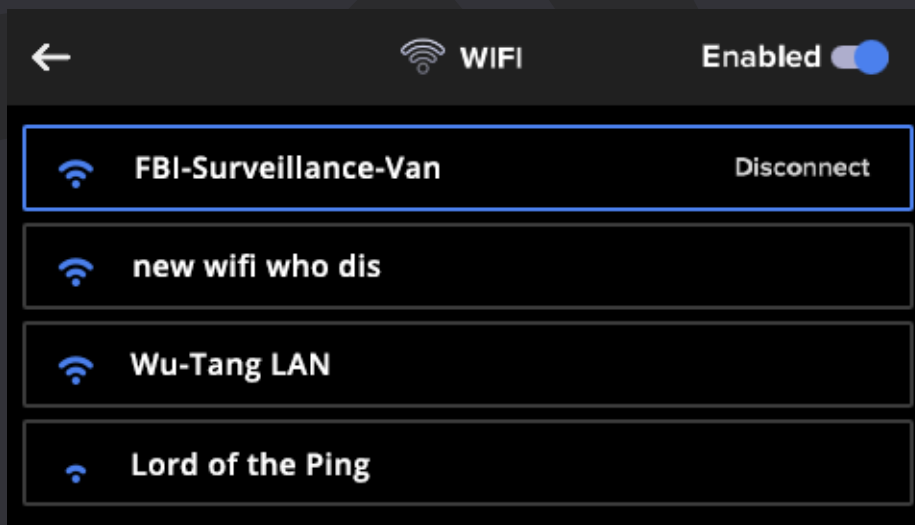 WIFI Enabled
FBI-Surveillance-Van Disconnect
new wifi who dis
Wu-Tang LAN
Lord of the Ping